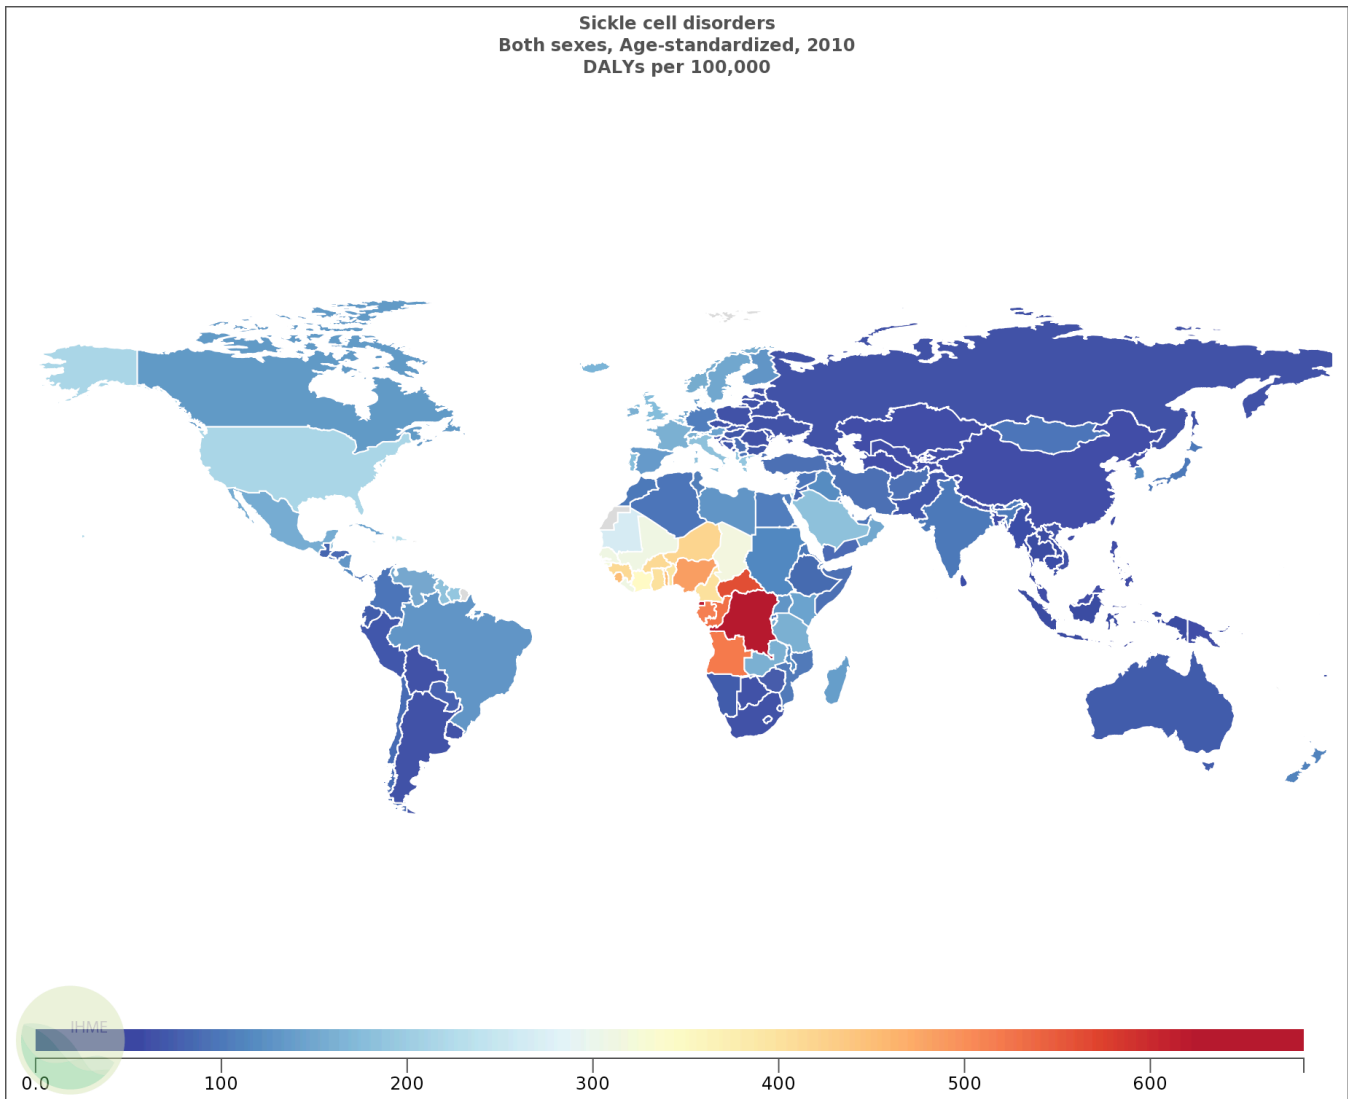 Sickle cell disorders
Both sexes, Age-standardized, 2010
DALYs per 100,000
IHME
0.0 100 200 300 400 500 600